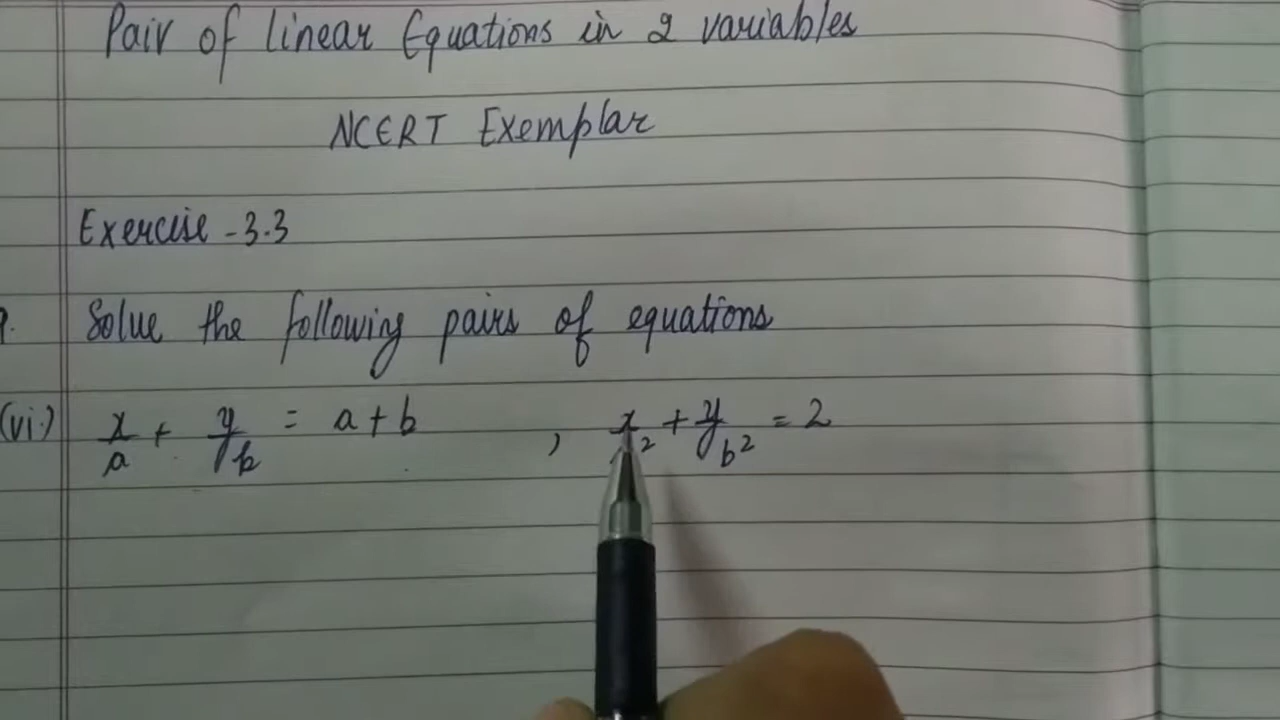 Pair of linear Equations in 2 variables
NCERT Exemplar
Exercise - 3.3
Solve the following pairs of equations
(vi) x/a + y/b = a + b , x/ ² + y/b² = 2